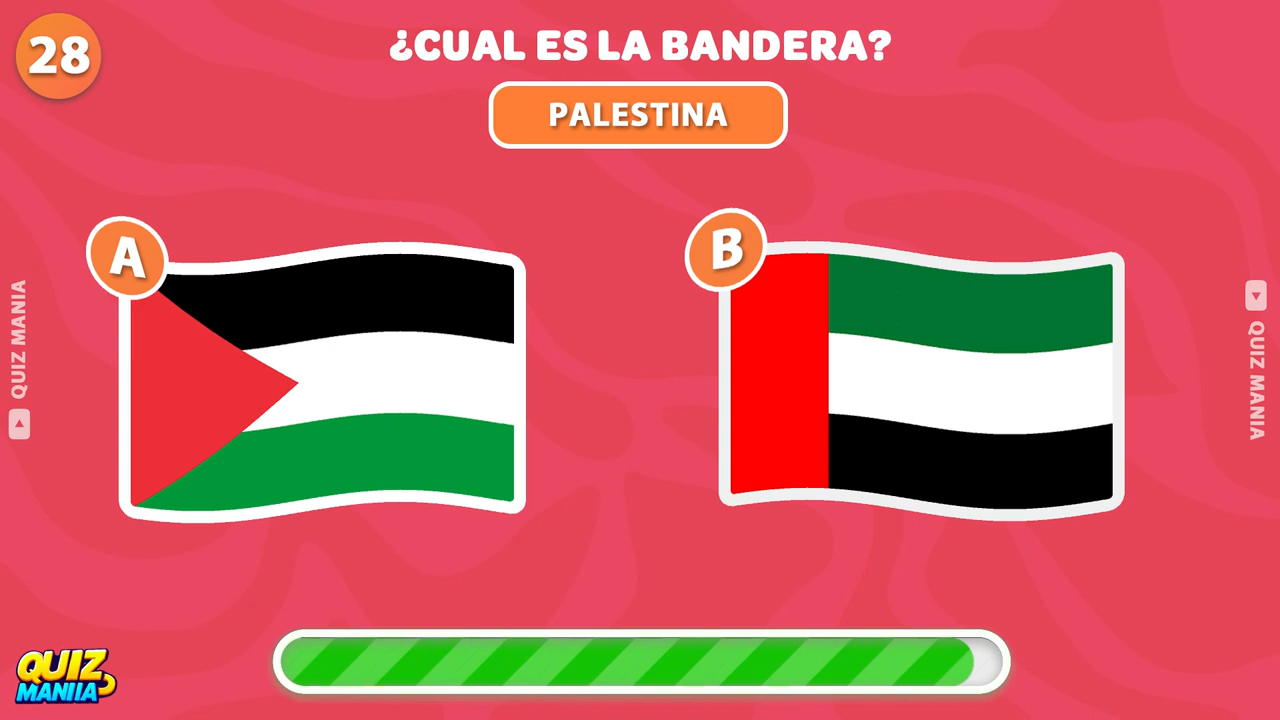 28
¿CUAL ES LA BANDERA?
PALESTINA
A
B
QUIZ MANIA
QUIZ MANIA
QUIZ
MANIIA